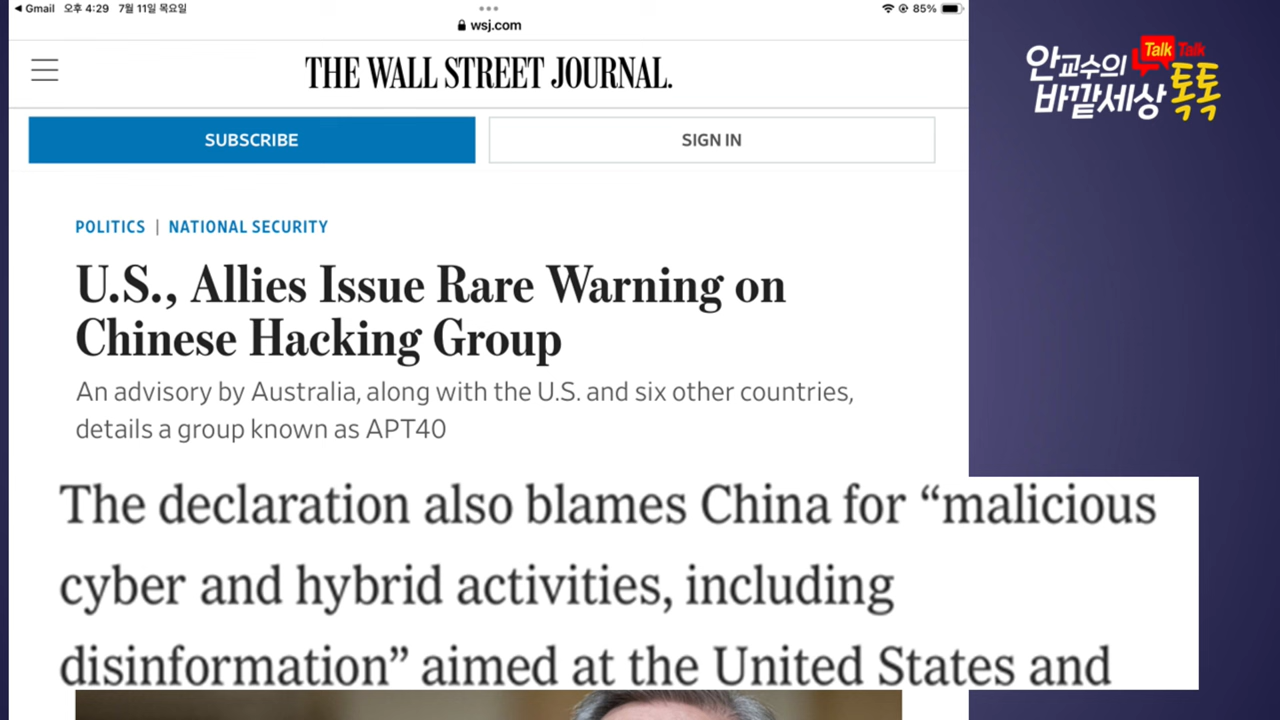 Gmail 오후 4:29 7월 11일 목요일
85%
wsj.com
THE WALL STREET JOURNAL.
SUBSCRIBE
SIGN IN
안교수의
바깥세상
Talk Talk
톡톡
POLITICS | NATIONAL SECURITY
U.S., Allies Issue Rare Warning on
Chinese Hacking Group
An advisory by Australia, along with the U.S. and six other countries,
details a group known as APT40
The declaration also blames China for “malicious
cyber and hybrid activities, including
disinformation” aimed at the United States and